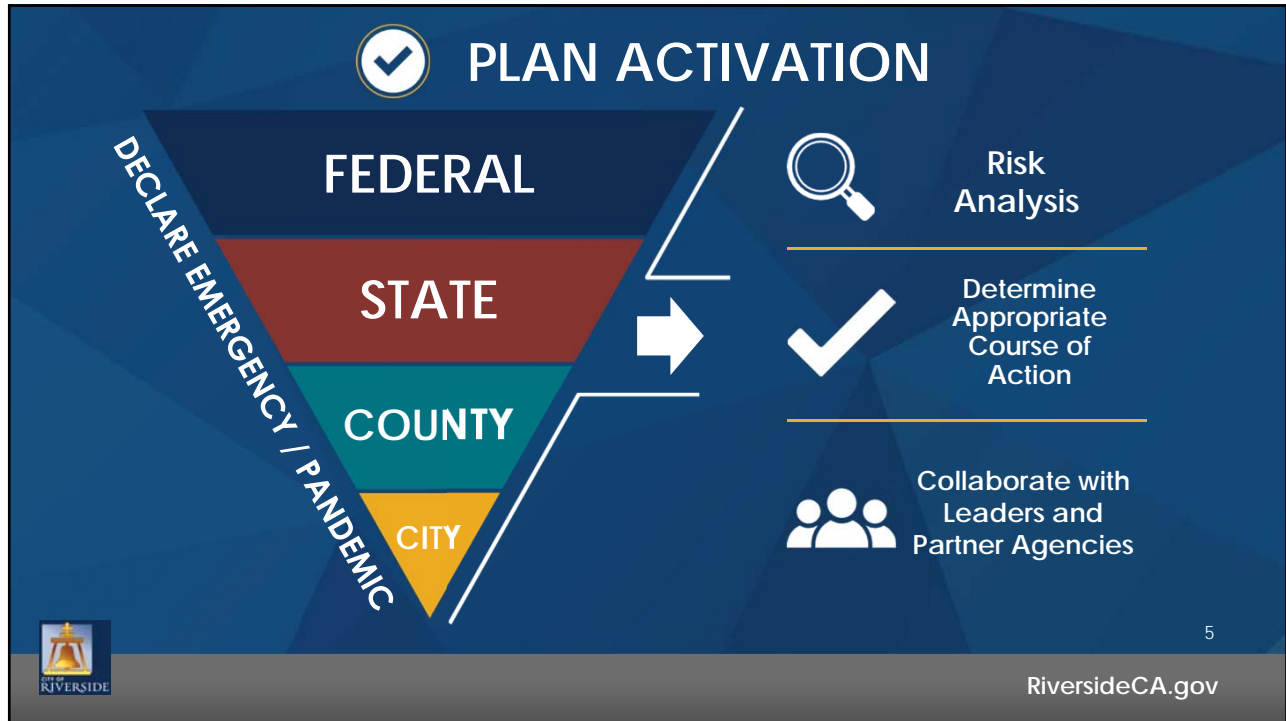 PLAN ACTIVATION
DECLARE EMERGENCY / PANDEMIC
FEDERAL
STATE
COUNTY
CITY
Risk
Analysis
Determine
Appropriate
Course of
Action
Collaborate with
Leaders and
Partner Agencies
5
CITY OF
RIVERSIDE
RiversideCA.gov